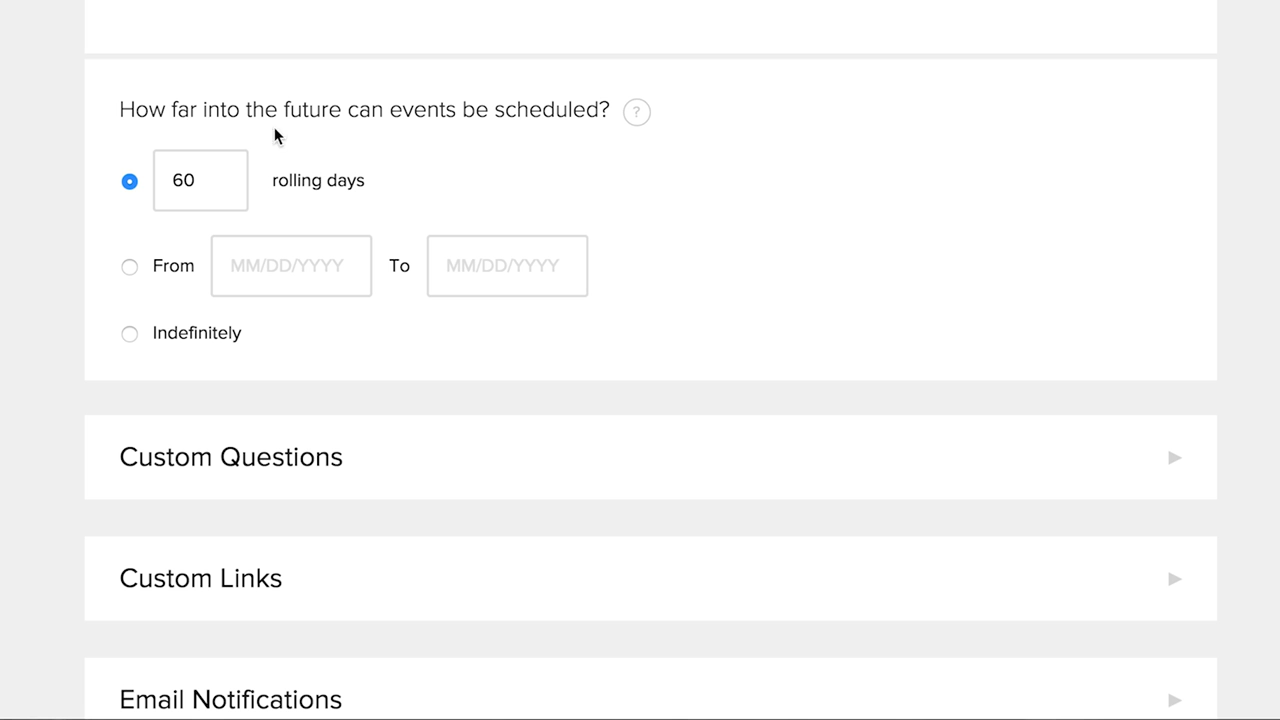 How far into the future can events be scheduled? ?
60 rolling days
From MM/DD/YYYY To MM/DD/YYYY
Indefinitely
Custom Questions
Custom Links
Email Notifications